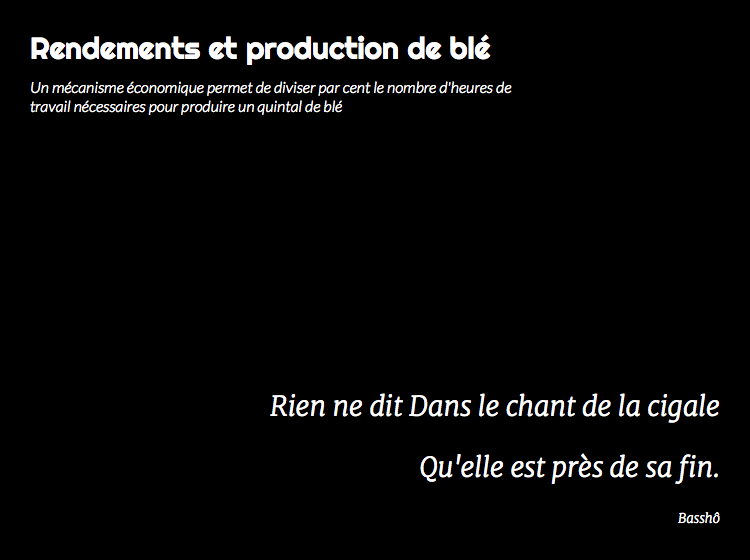 Rendements et production de blé
Un mécanisme économique permet de diviser par cent le nombre d'heures de
travail nécessaires pour produire un quintal de blé
Rien ne dit Dans le chant de la cigale
Qu'elle est près de sa fin.
Basshô